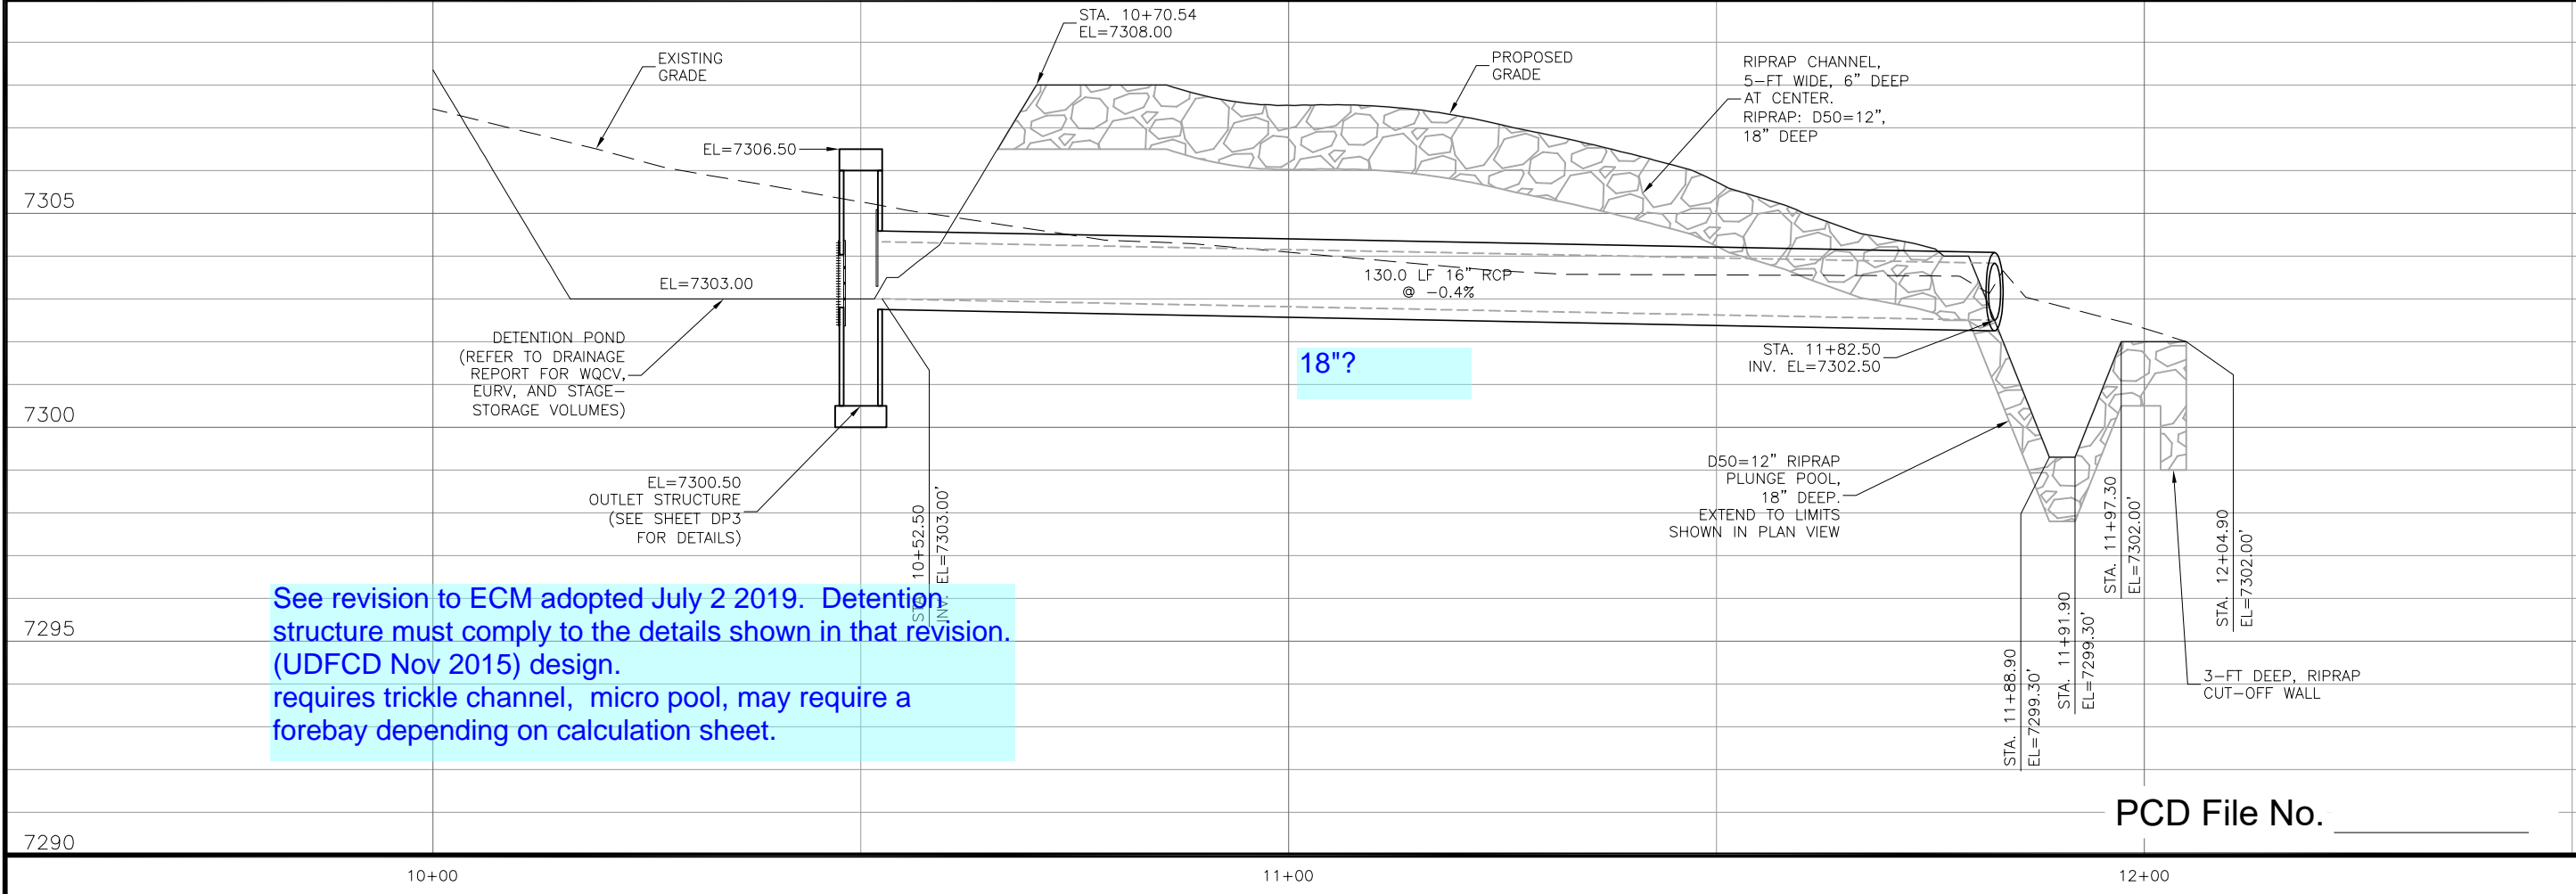 STA. 10+70.54
EL=7308.00
EXISTING
GRADE
PROPOSED
GRADE
RIPRAP CHANNEL,
5-FT WIDE, 6" DEEP
AT CENTER.
RIPRAP: D50=12",
18" DEEP
EL=7306.50
7305
EL=7303.00
130.0 LF 16" RCP
@ -0.4%
DETENTION POND
(REFER TO DRAINAGE
REPORT FOR WQCV,
EURV, AND STAGE-
STORAGE VOLUMES)
18"?
STA. 11+82.50
INV. EL=7302.50
7300
EL=7300.50
OUTLET STRUCTURE
(SEE SHEET DP3
FOR DETAILS)
STA. 10+52.50
INV. EL=7303.00'
D50=12" RIPRAP
PLUNGE POOL,
18" DEEP.
EXTEND TO LIMITS
SHOWN IN PLAN VIEW
STA. 11+88.90
EL=7299.30'
STA. 11+91.90
EL=7299.30'
STA. 11+97.30
EL=7302.00'
STA. 12+04.90
EL=7302.00'
3-FT DEEP, RIPRAP
CUT-OFF WALL
See revision to ECM adopted July 2 2019. Detention
structure must comply to the details shown in that revision.
(UDFCD Nov 2015) design.
requires trickle channel, micro pool, may require a
forebay depending on calculation sheet.
7295
PCD File No.
7290
10+00
11+00
12+00